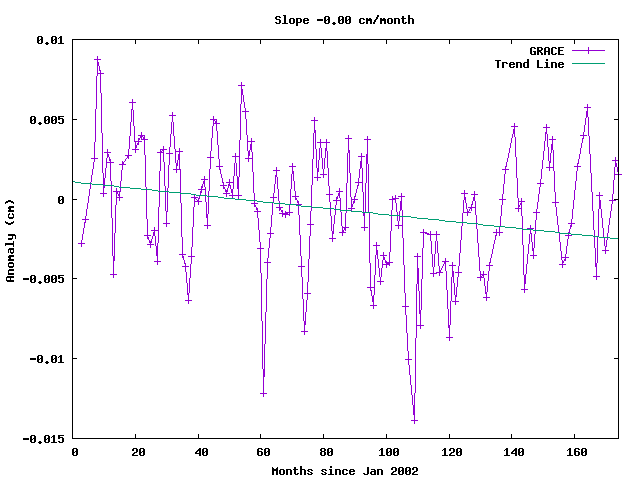 Slope -0.00 cm/month
GRACE
Trend Line
0.01
0.005
0
-0.005
-0.01
-0.015
Anomaly (cm)
0 20 40 60 80 100 120 140 160
Months since Jan 2002